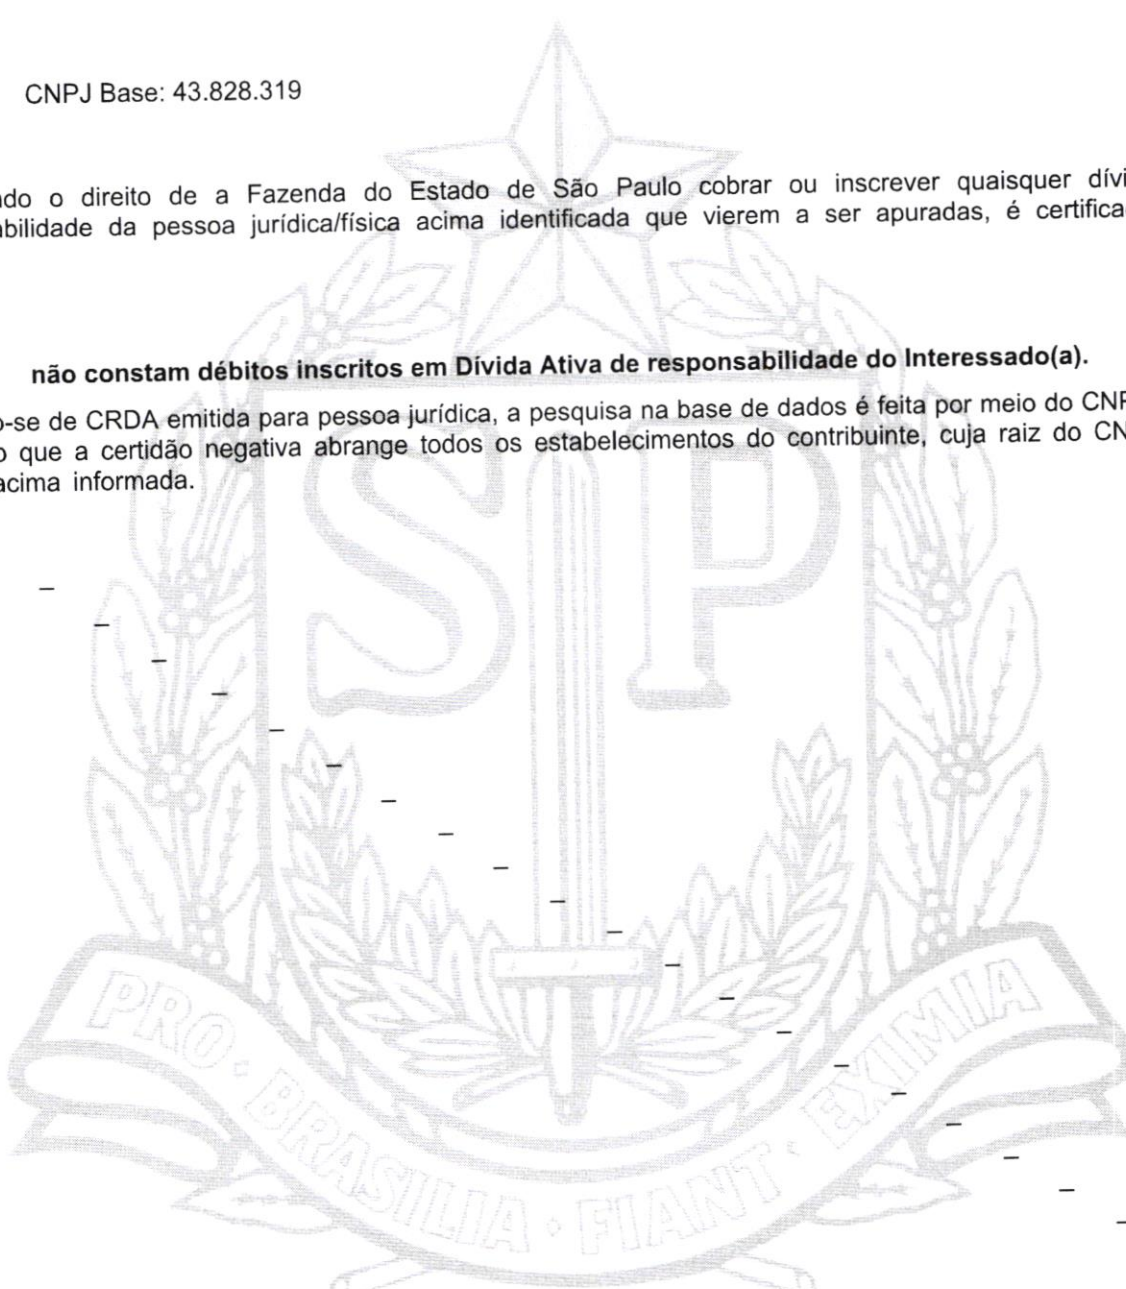 CNPJ Base: 43.828.319
ndo o direito de a Fazenda do Estado de São Paulo cobrar ou inscrever quaisquer dívi
abilidade da pessoa jurídica/física acima identificada que vierem a ser apuradas, é certifica
não constam débitos inscritos em Dívida Ativa de responsabilidade do Interessado(a).
o-se de CRDA emitida para pessoa jurídica, a pesquisa na base de dados é feita por meio do CNP
o que a certidão negativa abrange todos os estabelecimentos do contribuinte, cuja raiz do CN
acima informada.
SP
PRO · BRASILIA · FIANT · EXIMIA